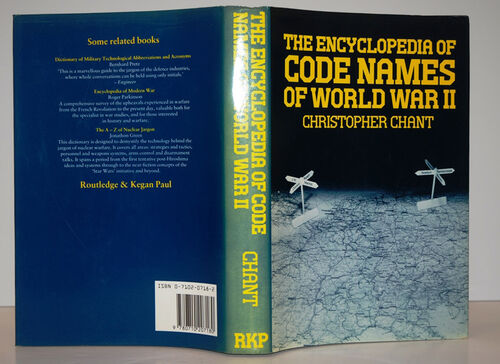 Some related books
Dictionary of Military Technological Abbreviations and Acronyms
Bernhard Pretz
'This is a marvellous guide to the jargon of the defence industries,
where whole conversations can be held using only initials.'
– Engineer
Encyclopedia of Modern War
Roger Parkinson
A comprehensive survey of the upheavals experienced in warfare
from the French Revolution to the present day, valuable both for
the specialist in war studies, and for those interested
in history and warfare.
The A – Z of Nuclear Jargon
Jonathon Green
This dictionary is designed to demystify the technology behind the
jargon of nuclear warfare. It covers all areas: strategies and tactics,
personnel and weapons systems, arms control and disarmament
talks. It spans a period from the first tentative post-Hiroshima
ideas and systems through to the near fiction concepts of the
'Star Wars' initiative and beyond.
Routledge & Kegan Paul
ISBN 0-7102-0718-2
9 780710 207180
THE ENCYCLOPEDIA OF CODE
NAMES OF WORLD WAR II
CHANT
RKP
THE ENCYCLOPEDIA OF
CODE NAMES
OF WORLD WAR II
CHRISTOPHER CHANT